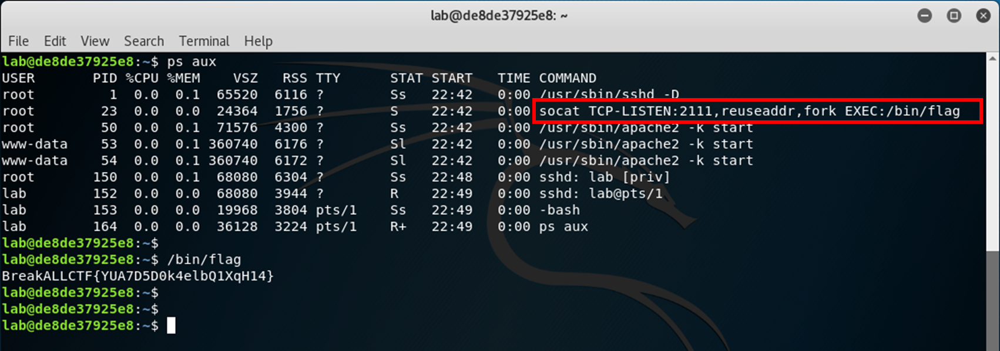 lab@de8de37925e8: ~
File Edit View Search Terminal Help
lab@de8de37925e8:~$ ps aux
USER       PID %CPU %MEM    VSZ   RSS TTY      STAT START   TIME COMMAND
root         1  0.0  0.1  65520  6116 ?        Ss   22:42   0:00 /usr/sbin/sshd -D
root        23  0.0  0.0  24364  1756 ?        S    22:42   0:00 socat TCP-LISTEN:2111,reuseaddr,fork EXEC:/bin/flag
root        50  0.0  0.1  71576  4300 ?        Ss   22:42   0:00 /usr/sbin/apache2 -k start
www-data    53  0.0  0.1 360740  6176 ?        Sl   22:42   0:00 /usr/sbin/apache2 -k start
www-data    54  0.0  0.1 360740  6172 ?        Sl   22:42   0:00 /usr/sbin/apache2 -k start
root       150  0.0  0.1  68080  6304 ?        Ss   22:48   0:00 sshd: lab [priv]
lab        152  0.0  0.0  68080  3944 ?        R    22:49   0:00 sshd: lab@pts/1
lab        153  0.0  0.0  19968  3804 pts/1    Ss   22:49   0:00 -bash
lab        164  0.0  0.0  36128  3224 pts/1    R+   22:49   0:00 ps aux
lab@de8de37925e8:~$
lab@de8de37925e8:~$ /bin/flag
BreakALLCTF{YUA7D5D0k4elbQ1XqH14}
lab@de8de37925e8:~$
lab@de8de37925e8:~$
lab@de8de37925e8:~$